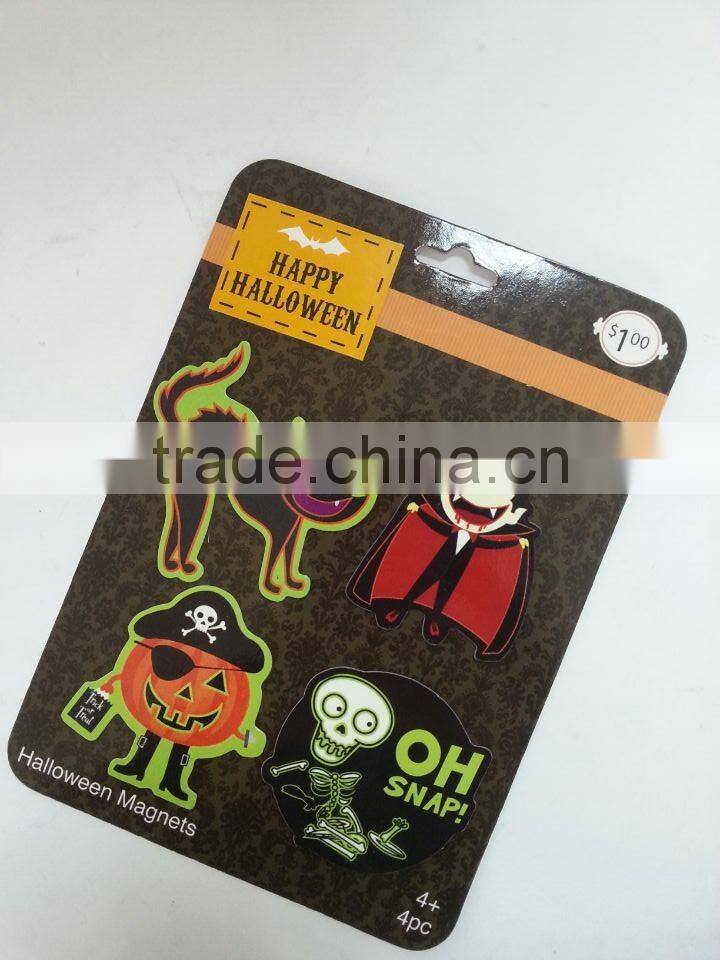 HAPPY
HALLOWEEN
$1.00
trade.china.cn
Trick
or
Treat
OH
SNAP!
Halloween Magnets
4+
4pc